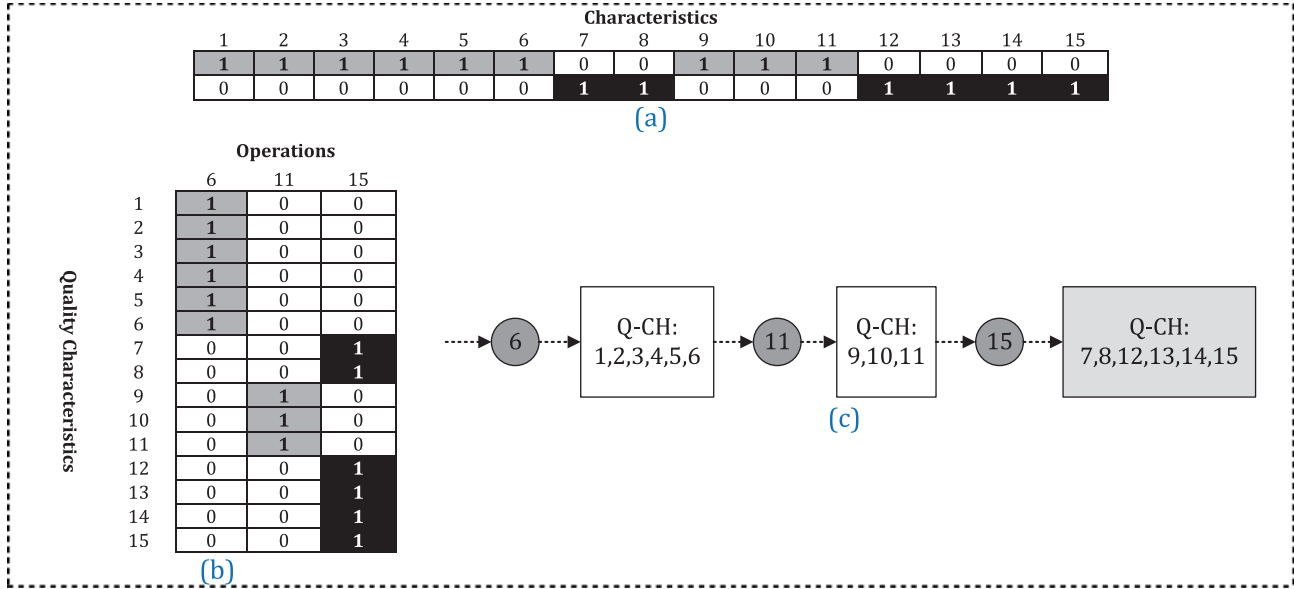 Characteristics
1 2 3 4 5 6 7 8 9 10 11 12 13 14 15
1 1 1 1 1 1 0 0 1 1 1 0 0 0 0
0 0 0 0 0 0 1 1 0 0 0 1 1 1 1
(a)
Operations
6 11 15
Quality Characteristics
1 1 0 0
2 1 0 0
3 1 0 0
4 1 0 0
5 1 0 0
6 1 0 0
7 0 0 1
8 0 0 1
9 0 1 0
10 0 1 0
11 0 1 0
12 0 0 1
13 0 0 1
14 0 0 1
15 0 0 1
(b)
6
Q-CH:
1,2,3,4,5,6
11
Q-CH:
9,10,11
15
Q-CH:
7,8,12,13,14,15
(c)